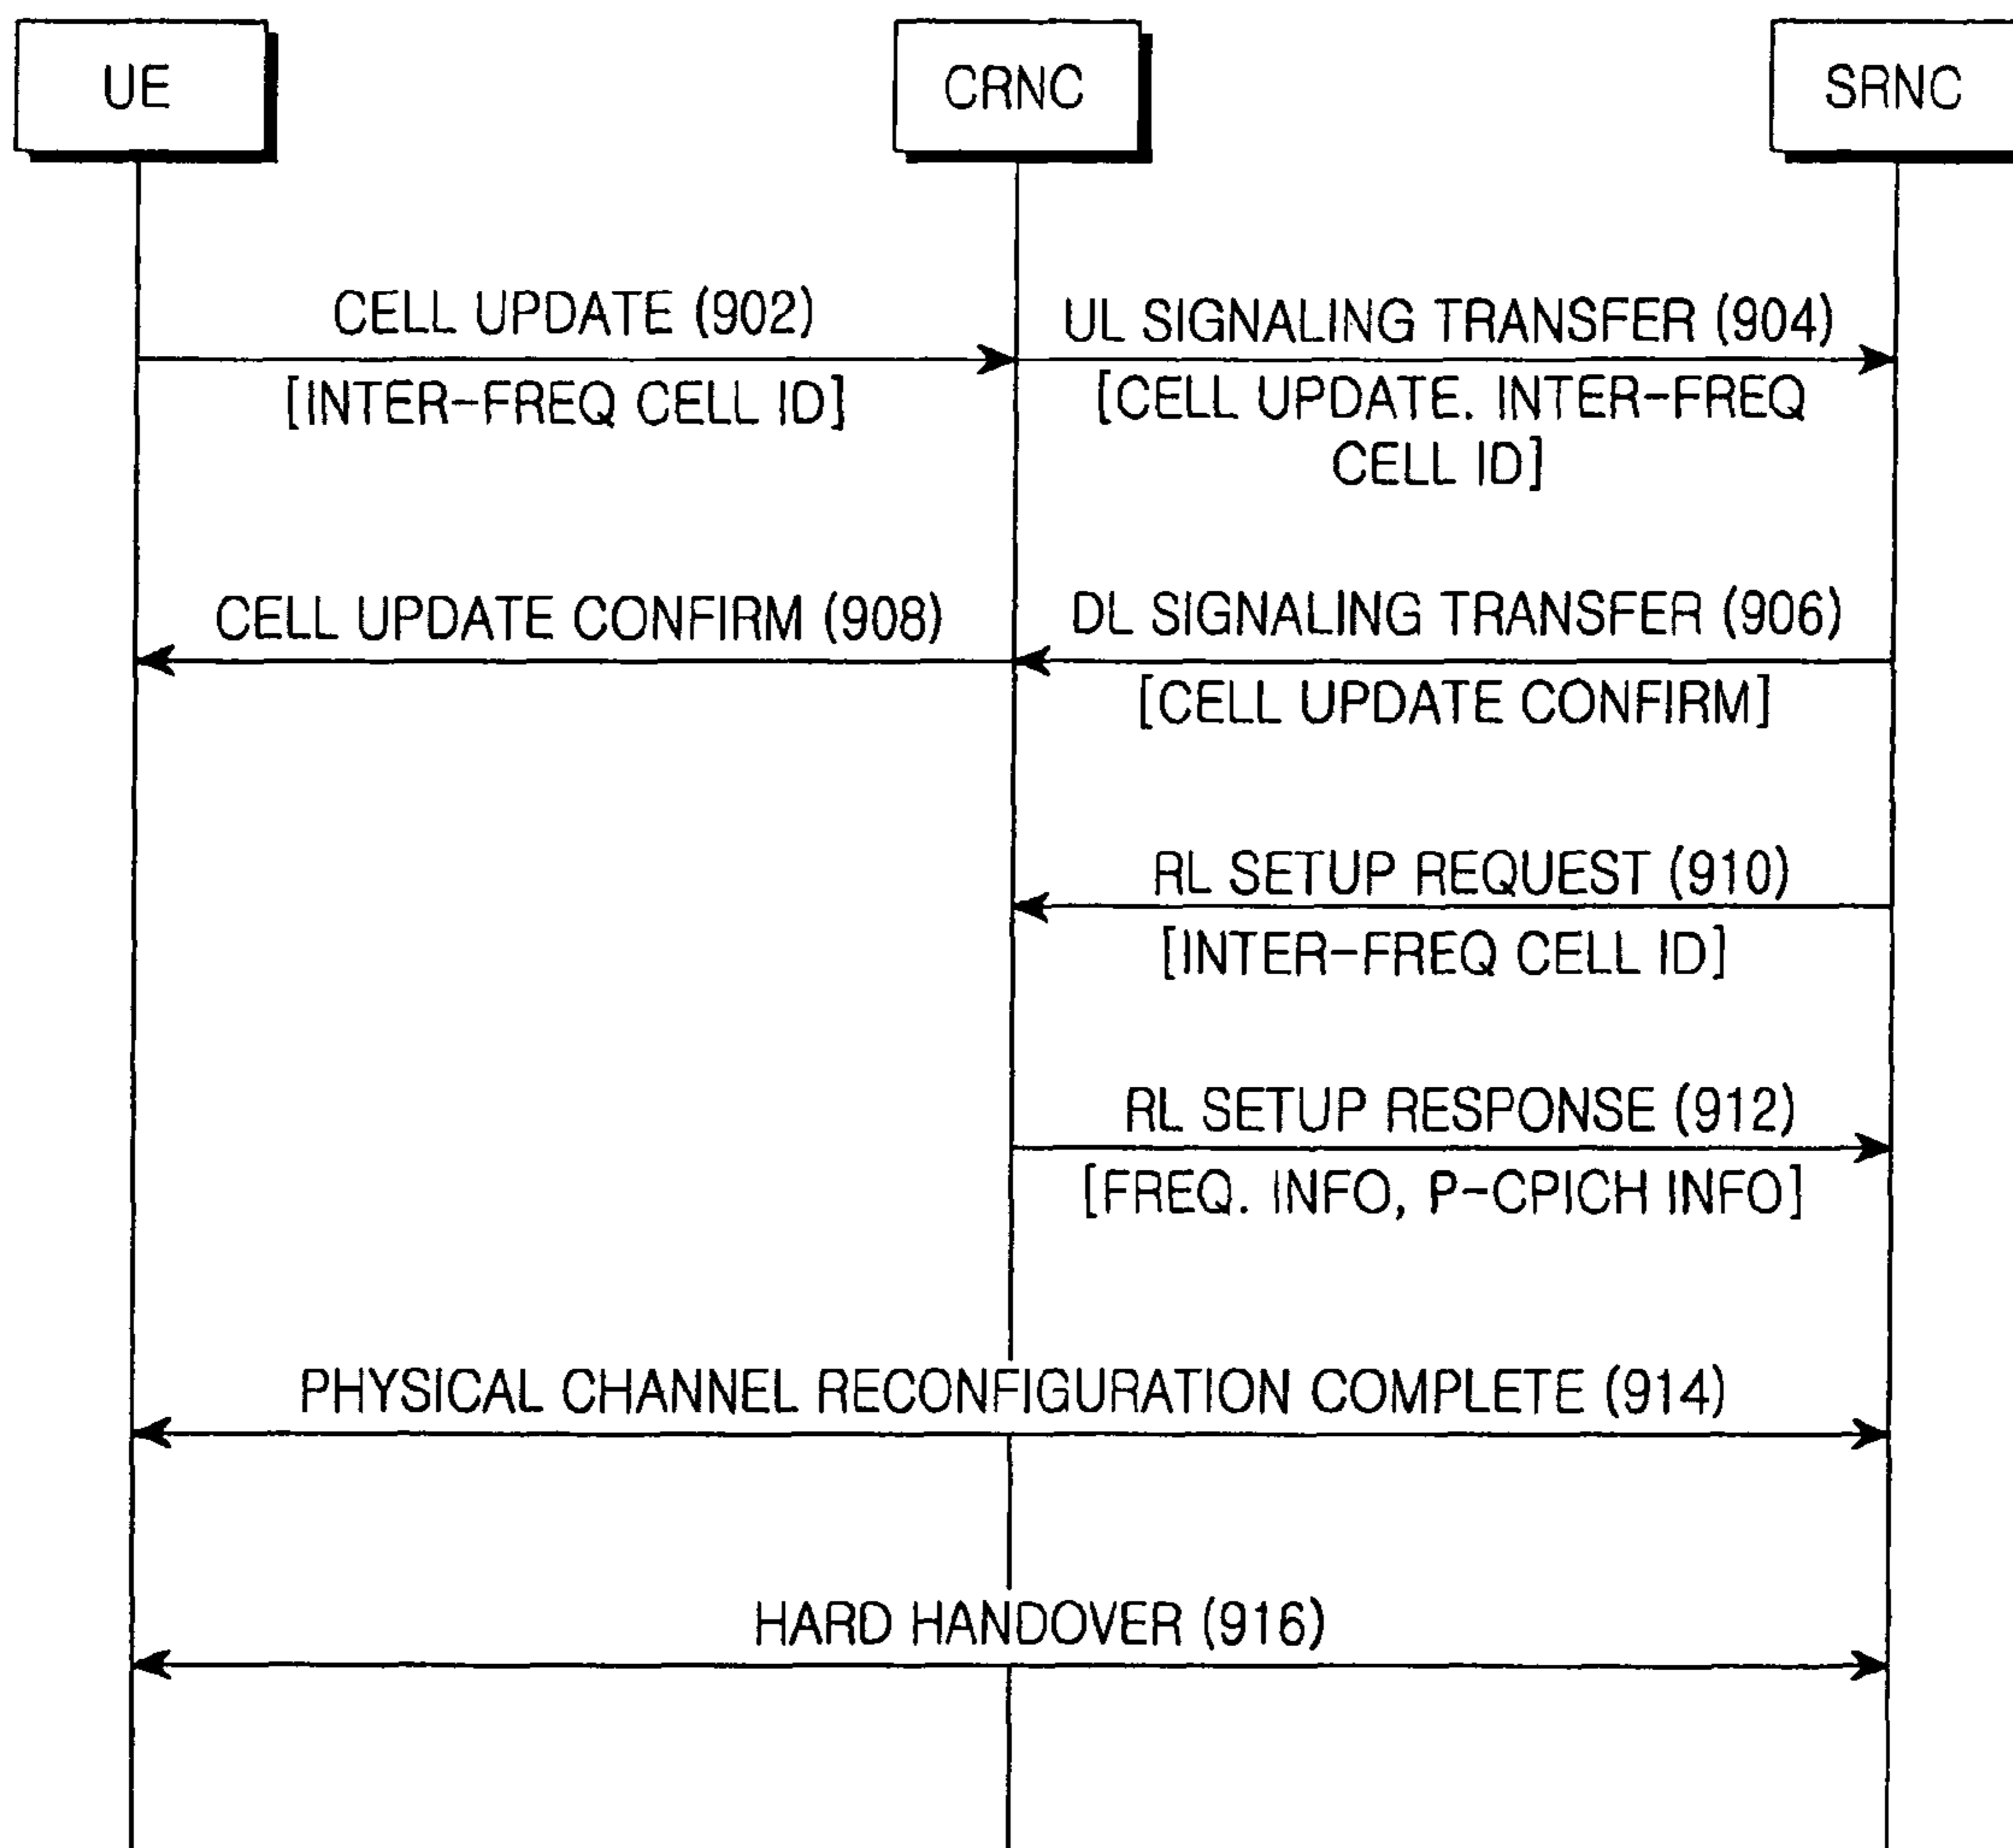 UE
CRNC
SRNC
CELL UPDATE (902)
[INTER-FREQ CELL ID]
UL SIGNALING TRANSFER (904)
[CELL UPDATE. INTER-FREQ
CELL ID]
CELL UPDATE CONFIRM (908)
DL SIGNALING TRANSFER (906)
[CELL UPDATE CONFIRM]
RL SETUP REQUEST (910)
[INTER-FREQ CELL ID]
RL SETUP RESPONSE (912)
[FREQ. INFO, P-CPICH INFO]
PHYSICAL CHANNEL RECONFIGURATION COMPLETE (914)
HARD HANDOVER (916)